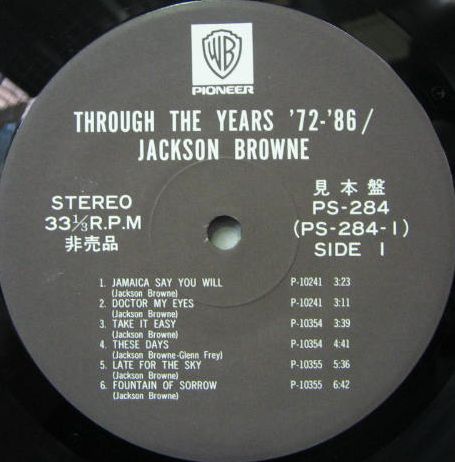 WB
PIONEER
THROUGH THE YEARS '72-'86 /
JACKSON BROWNE
STEREO
33⅓R.P.M
非売品
見本盤
PS-284
(PS-284-1)
SIDE 1
1. JAMAICA SAY YOU WILL P-10241 3:23
(Jackson Browne)
2. DOCTOR MY EYES P-10241 3:11
(Jackson Browne)
3. TAKE IT EASY P-10354 3:39
(Jackson Browne)
4. THESE DAYS P-10354 4:41
(Jackson Browne-Glenn Frey)
5. LATE FOR THE SKY P-10355 5:36
(Jackson Browne)
6. FOUNTAIN OF SORROW P-10355 6:42
(Jackson Browne)